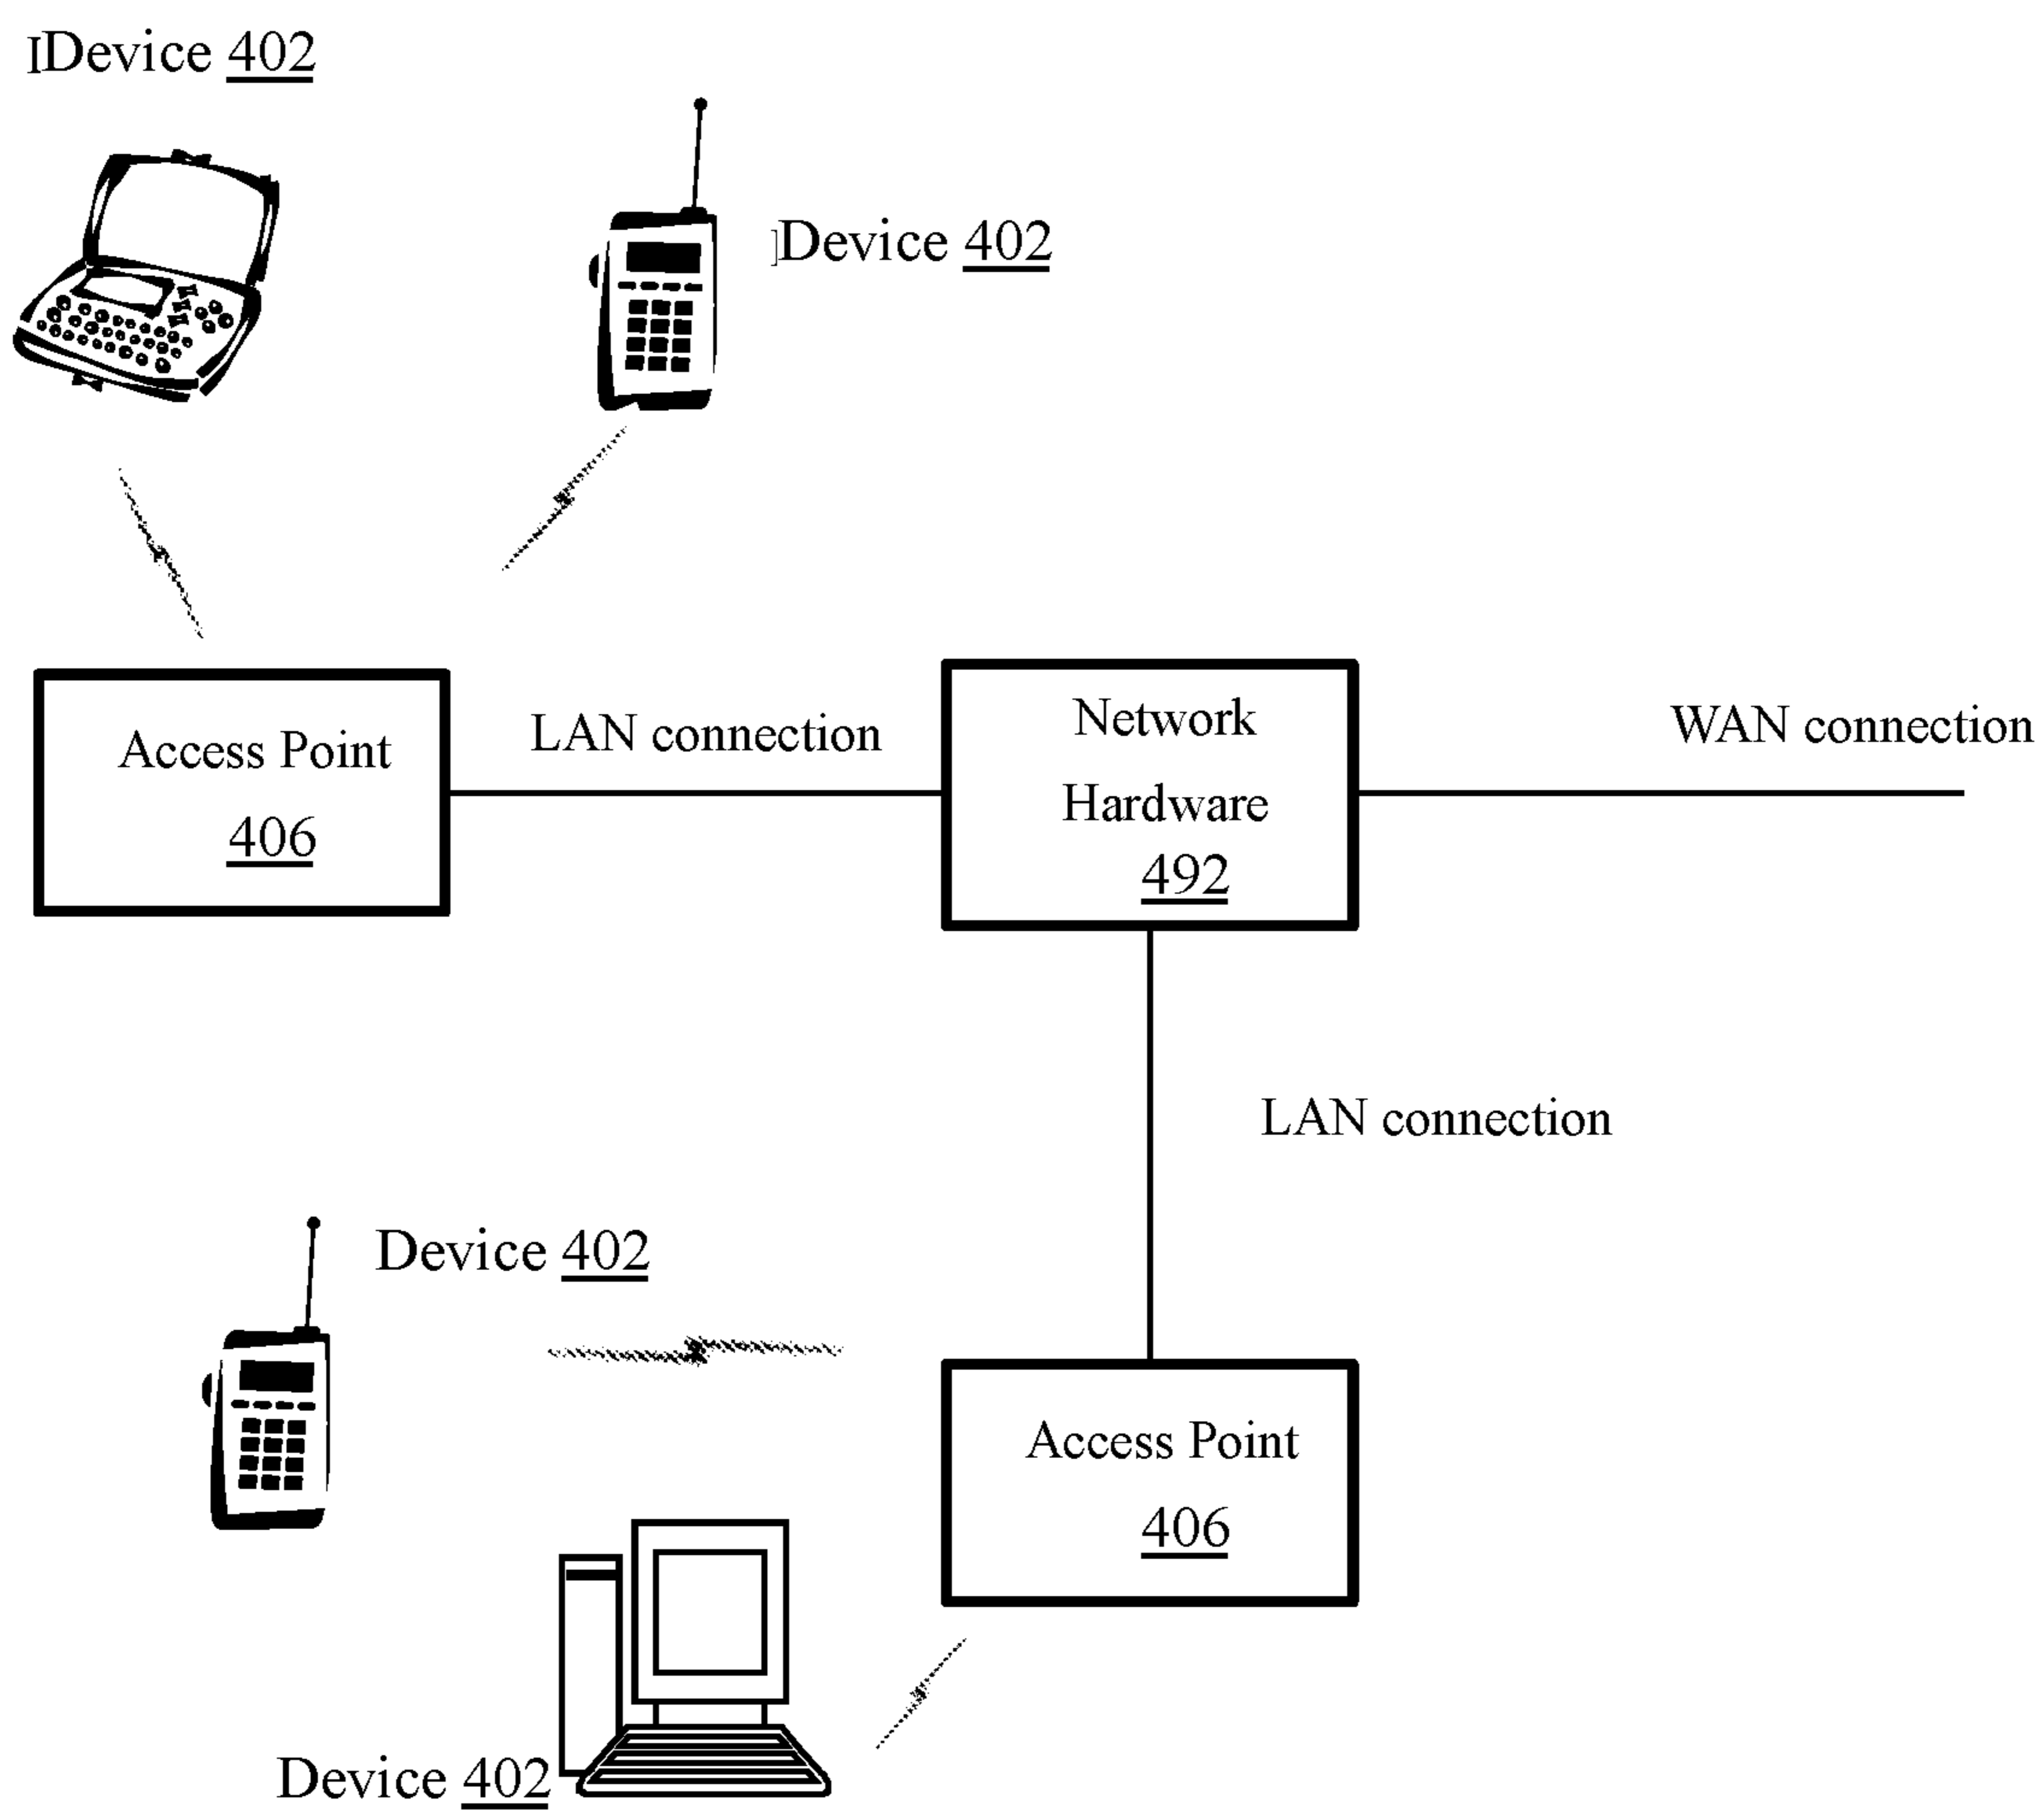 Device 402
Device 402
Access Point
406
LAN connection
Network
Hardware
492
WAN connection
LAN connection
Device 402
Access Point
406
Device 402